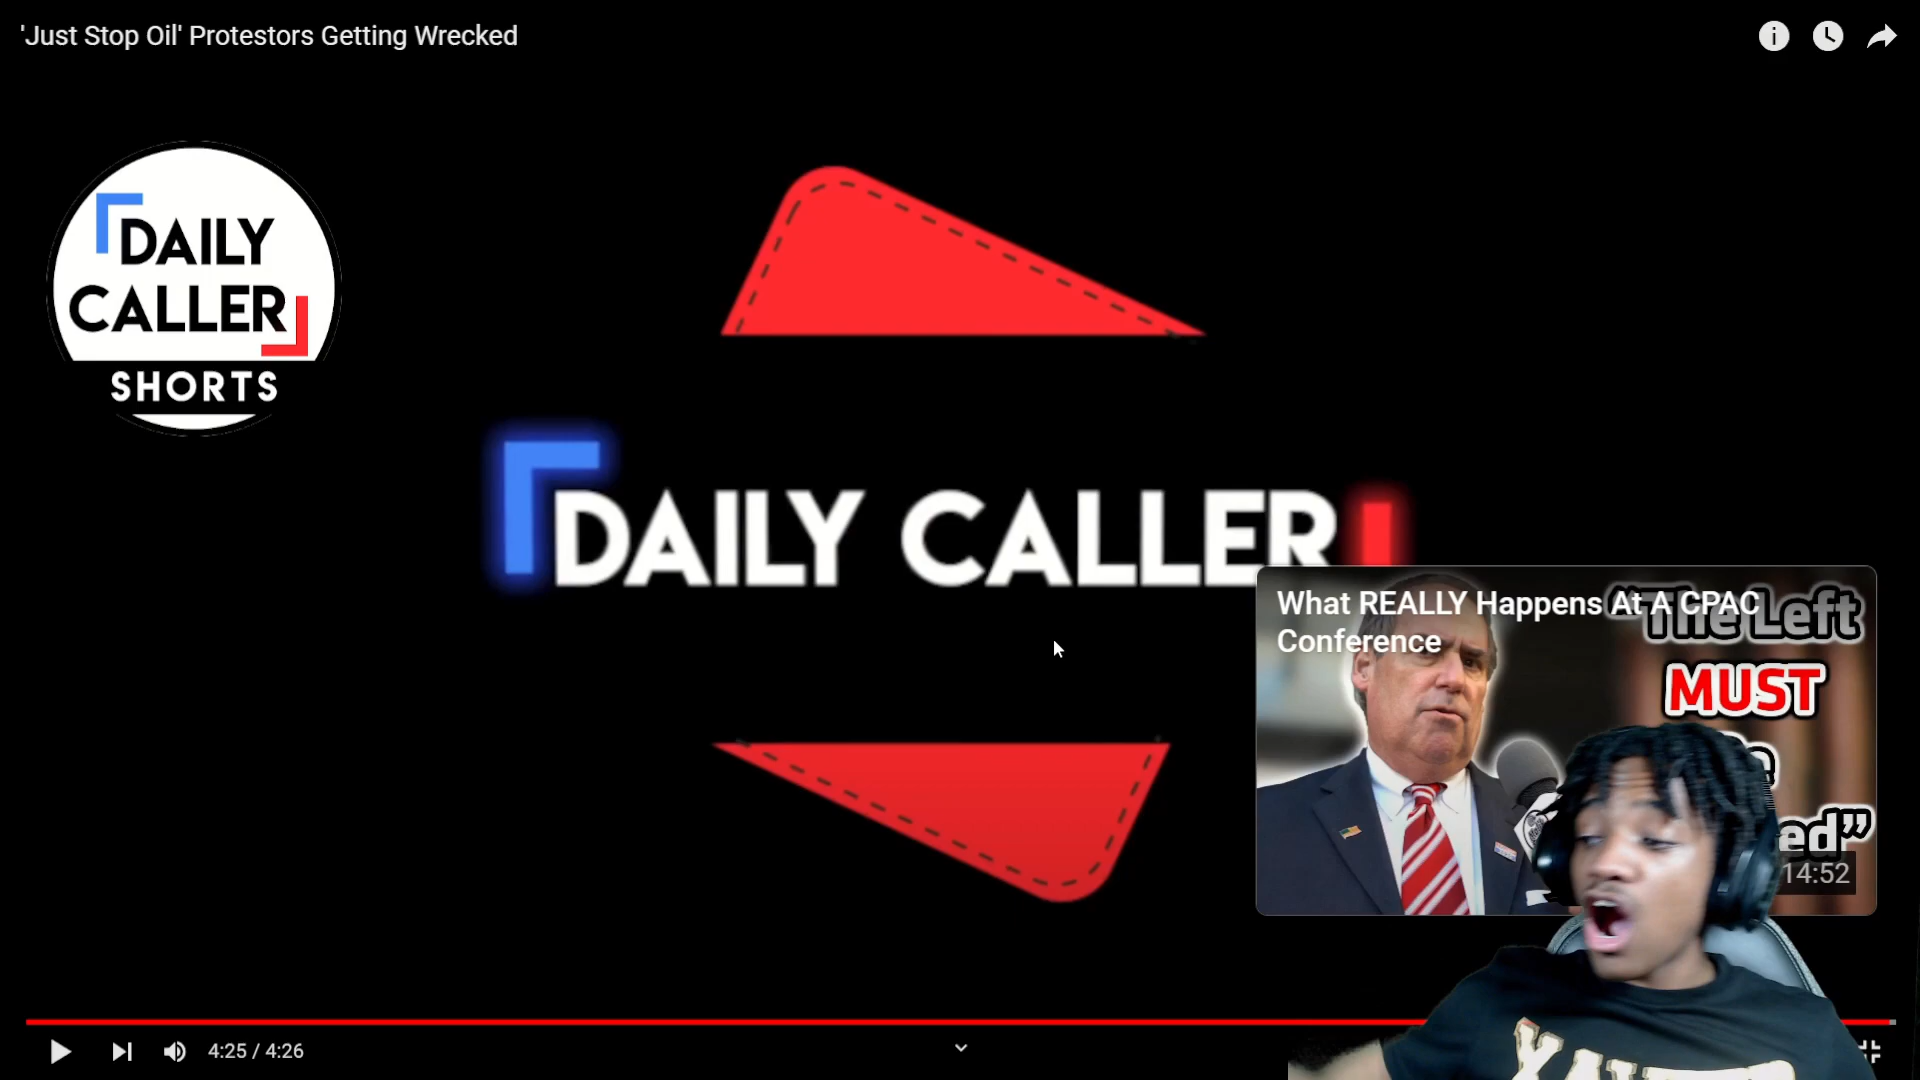 'Just Stop Oil' Protestors Getting Wrecked
DAILY
CALLER
SHORTS
DAILY CALLER
What REALLY Happens At A CPAC
Conference
"The Left
MUST
ed"
14:52
4:25 / 4:26